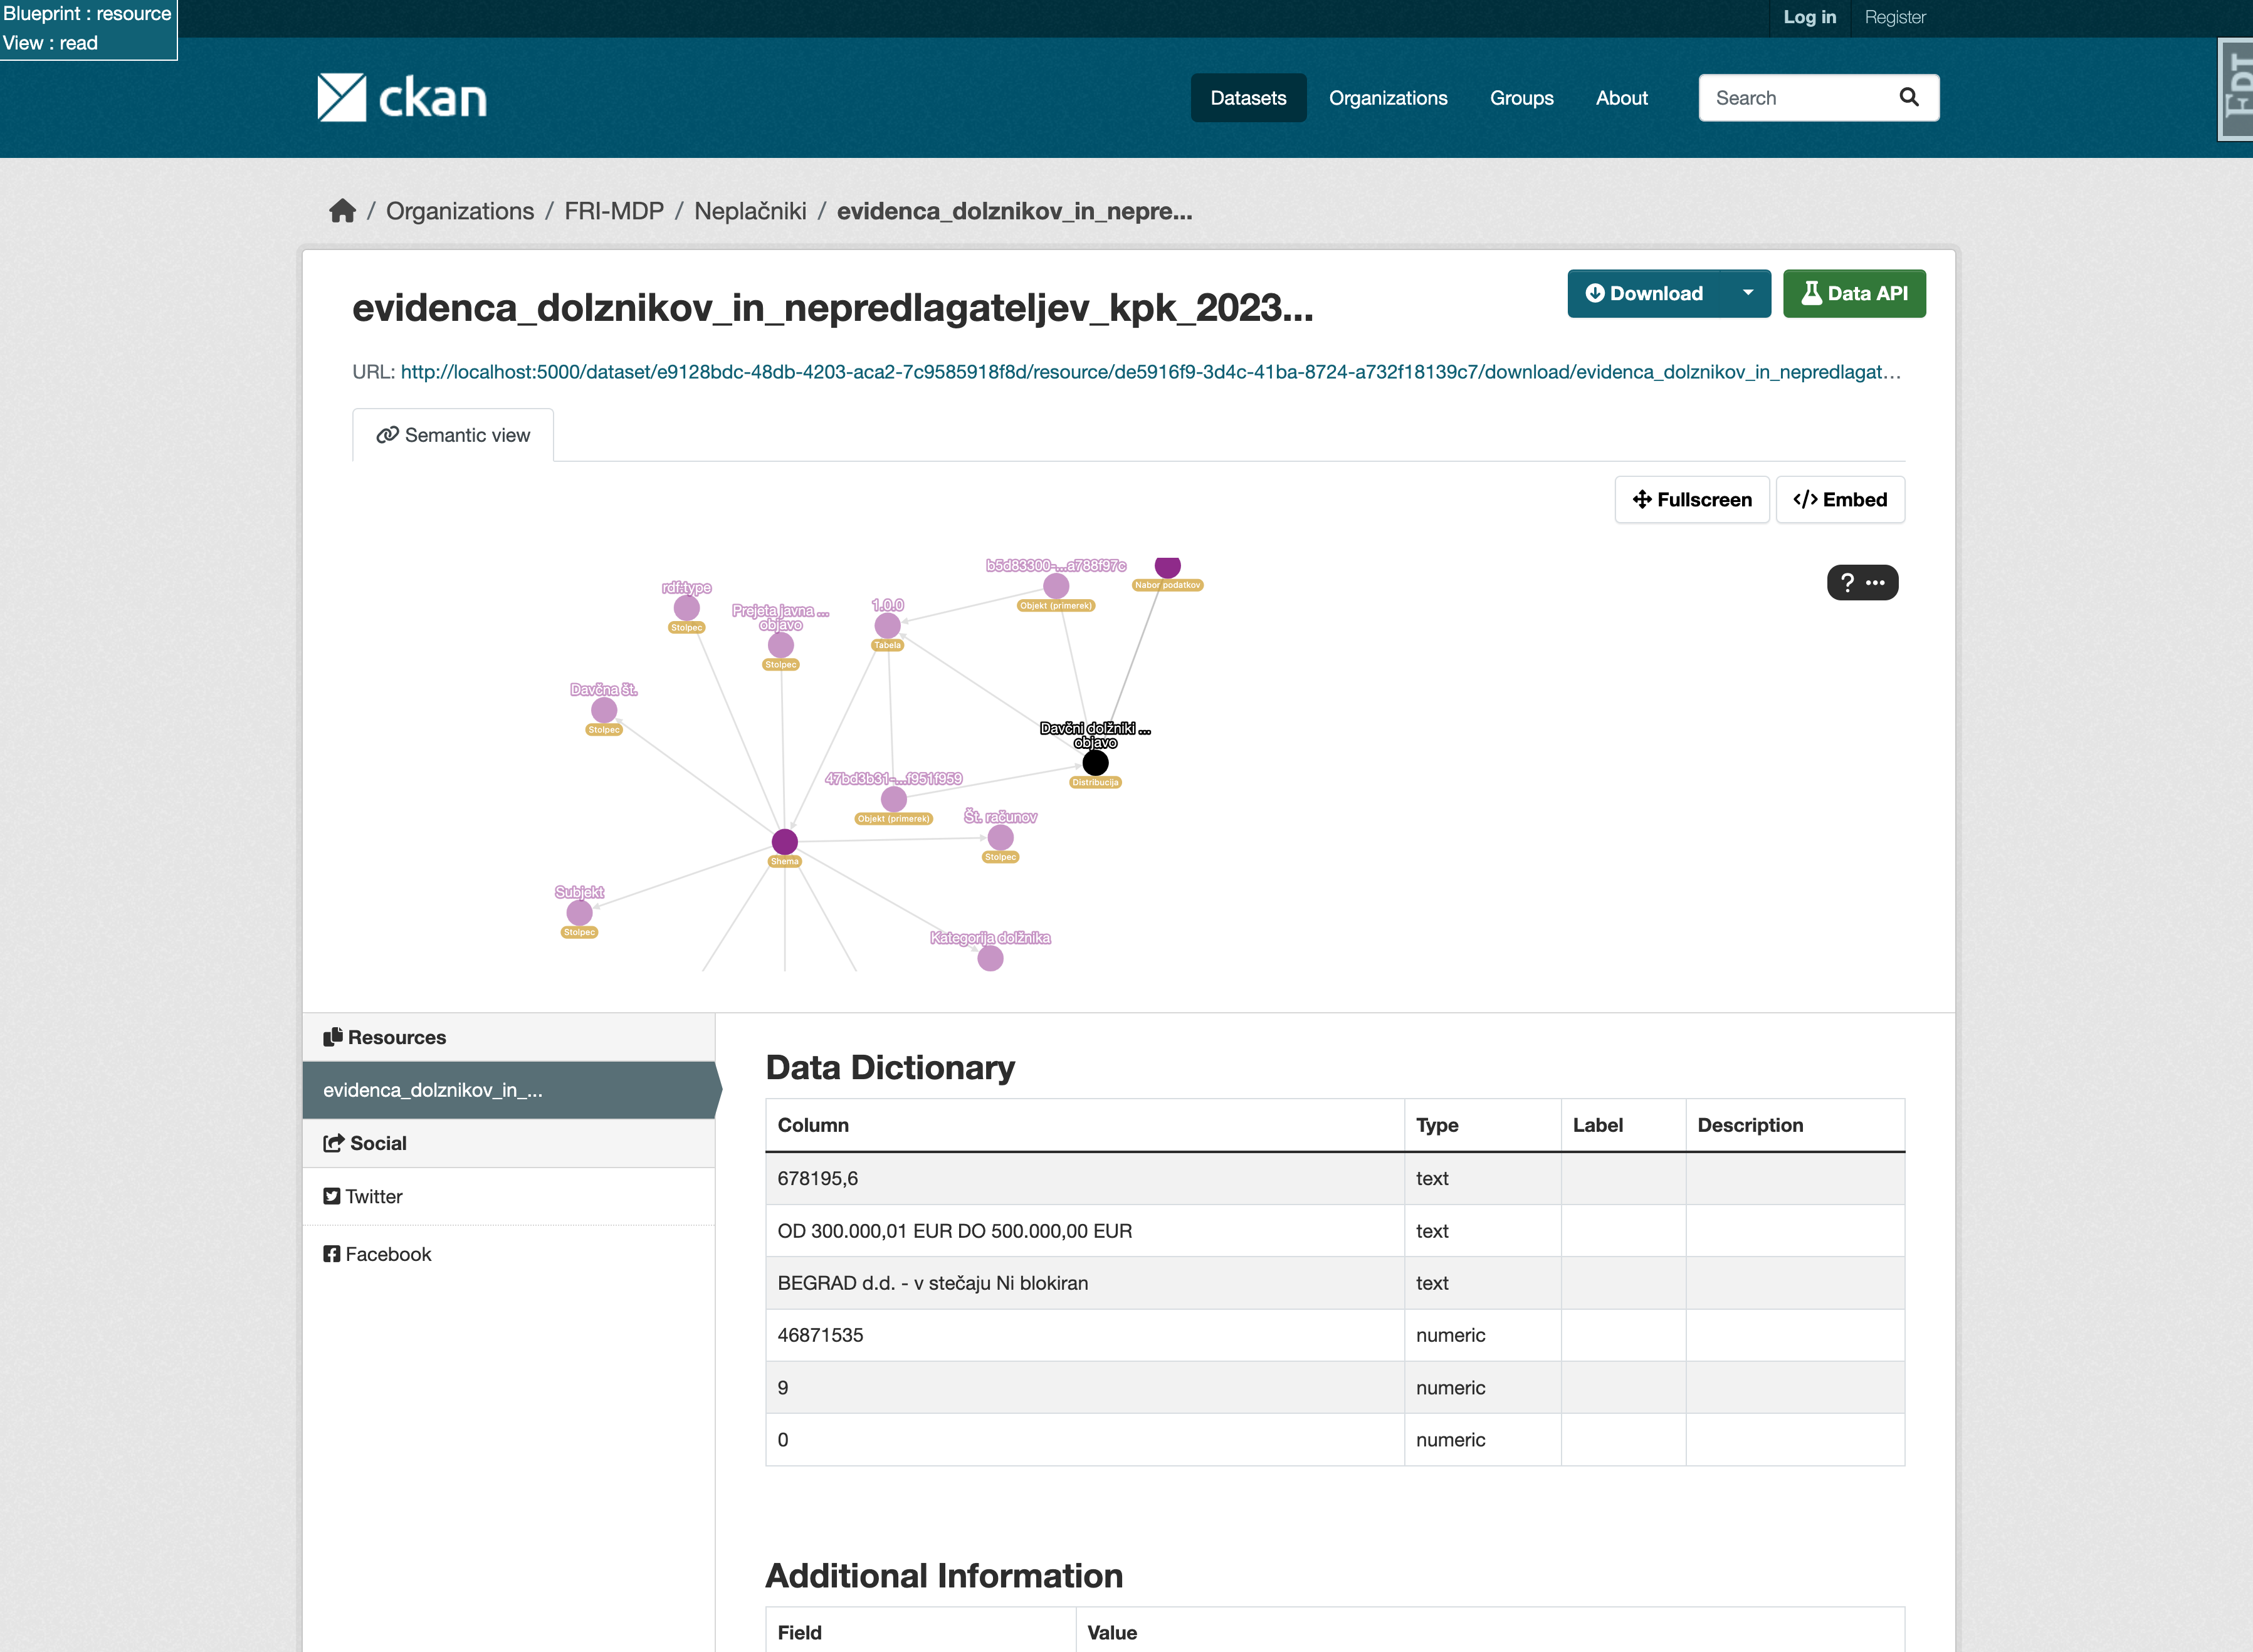 Blueprint : resource
View : read
Log in
Register
ckan
Datasets
Organizations
Groups
About
Search
FDT
/ Organizations / FRI-MDP / Neplačniki / evidenca_dolznikov_in_nepre...
evidenca_dolznikov_in_nepredlagateljev_kpk_2023...
Download
Data API
URL: http://localhost:5000/dataset/e9128bdc-48db-4203-aca2-7c9585918f8d/resource/de5916f9-3d4c-41ba-8724-a732f18139c7/download/evidenca_dolznikov_in_nepredlagat...
Semantic view
Fullscreen
</> Embed
? ...
b5d83300-...a788f97c
Objekt (primerek)
Nabor podatkov
rdf:type
Stolpec
Prejeta javna ...
objavo
Stolpec
1.0.0
Tabela
Davčna št.
Stolpec
Davčni dolžniki ...
objavo
Distribucija
47bd3b31-...f951f959
Objekt (primerek)
Št. računov
Stolpec
Shema
Subjekt
Stolpec
Kategorija dolžnika
Resources
evidenca_dolznikov_in_...
Social
Twitter
Facebook
Data Dictionary
Column Type Label Description
678195,6 text
OD 300.000,01 EUR DO 500.000,00 EUR text
BEGRAD d.d. - v stečaju Ni blokiran text
46871535 numeric
9 numeric
0 numeric
Additional Information
Field Value